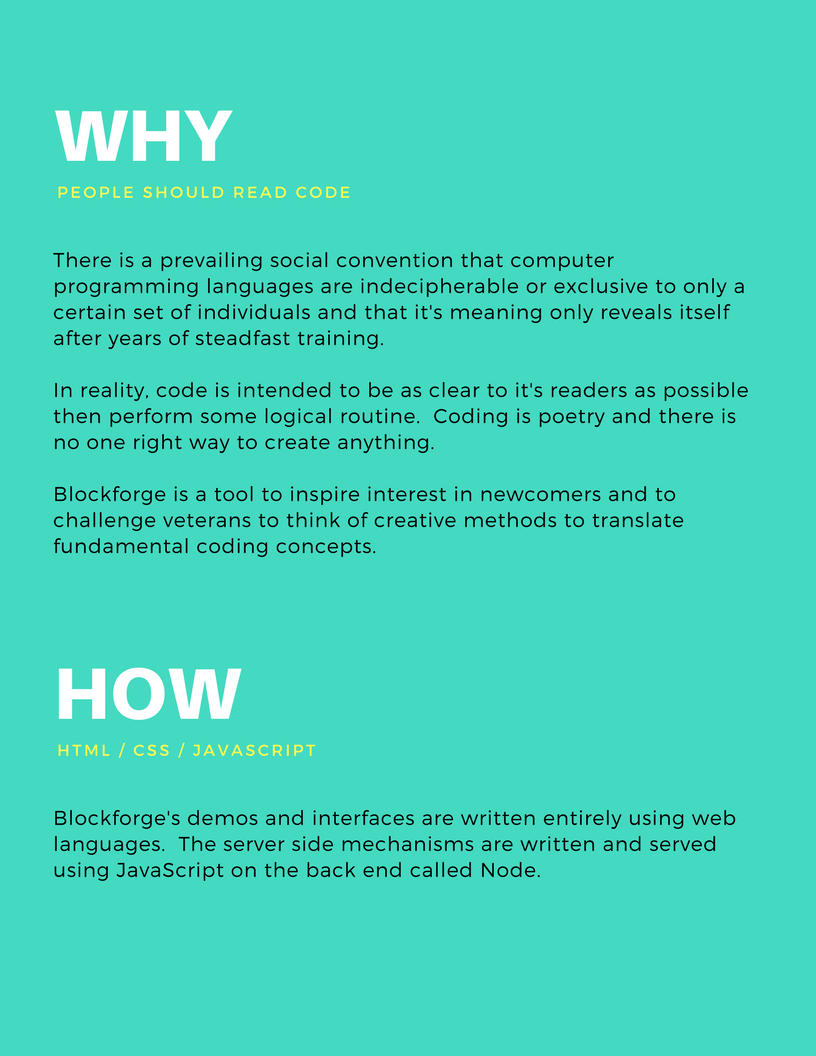 WHY
PEOPLE SHOULD READ CODE
There is a prevailing social convention that computer
programming languages are indecipherable or exclusive to only a
certain set of individuals and that it's meaning only reveals itself
after years of steadfast training.
In reality, code is intended to be as clear to it's readers as possible
then perform some logical routine.  Coding is poetry and there is
no one right way to create anything.
Blockforge is a tool to inspire interest in newcomers and to
challenge veterans to think of creative methods to translate
fundamental coding concepts.
HOW
HTML / CSS / JAVASCRIPT
Blockforge's demos and interfaces are written entirely using web
languages.  The server side mechanisms are written and served
using JavaScript on the back end called Node.